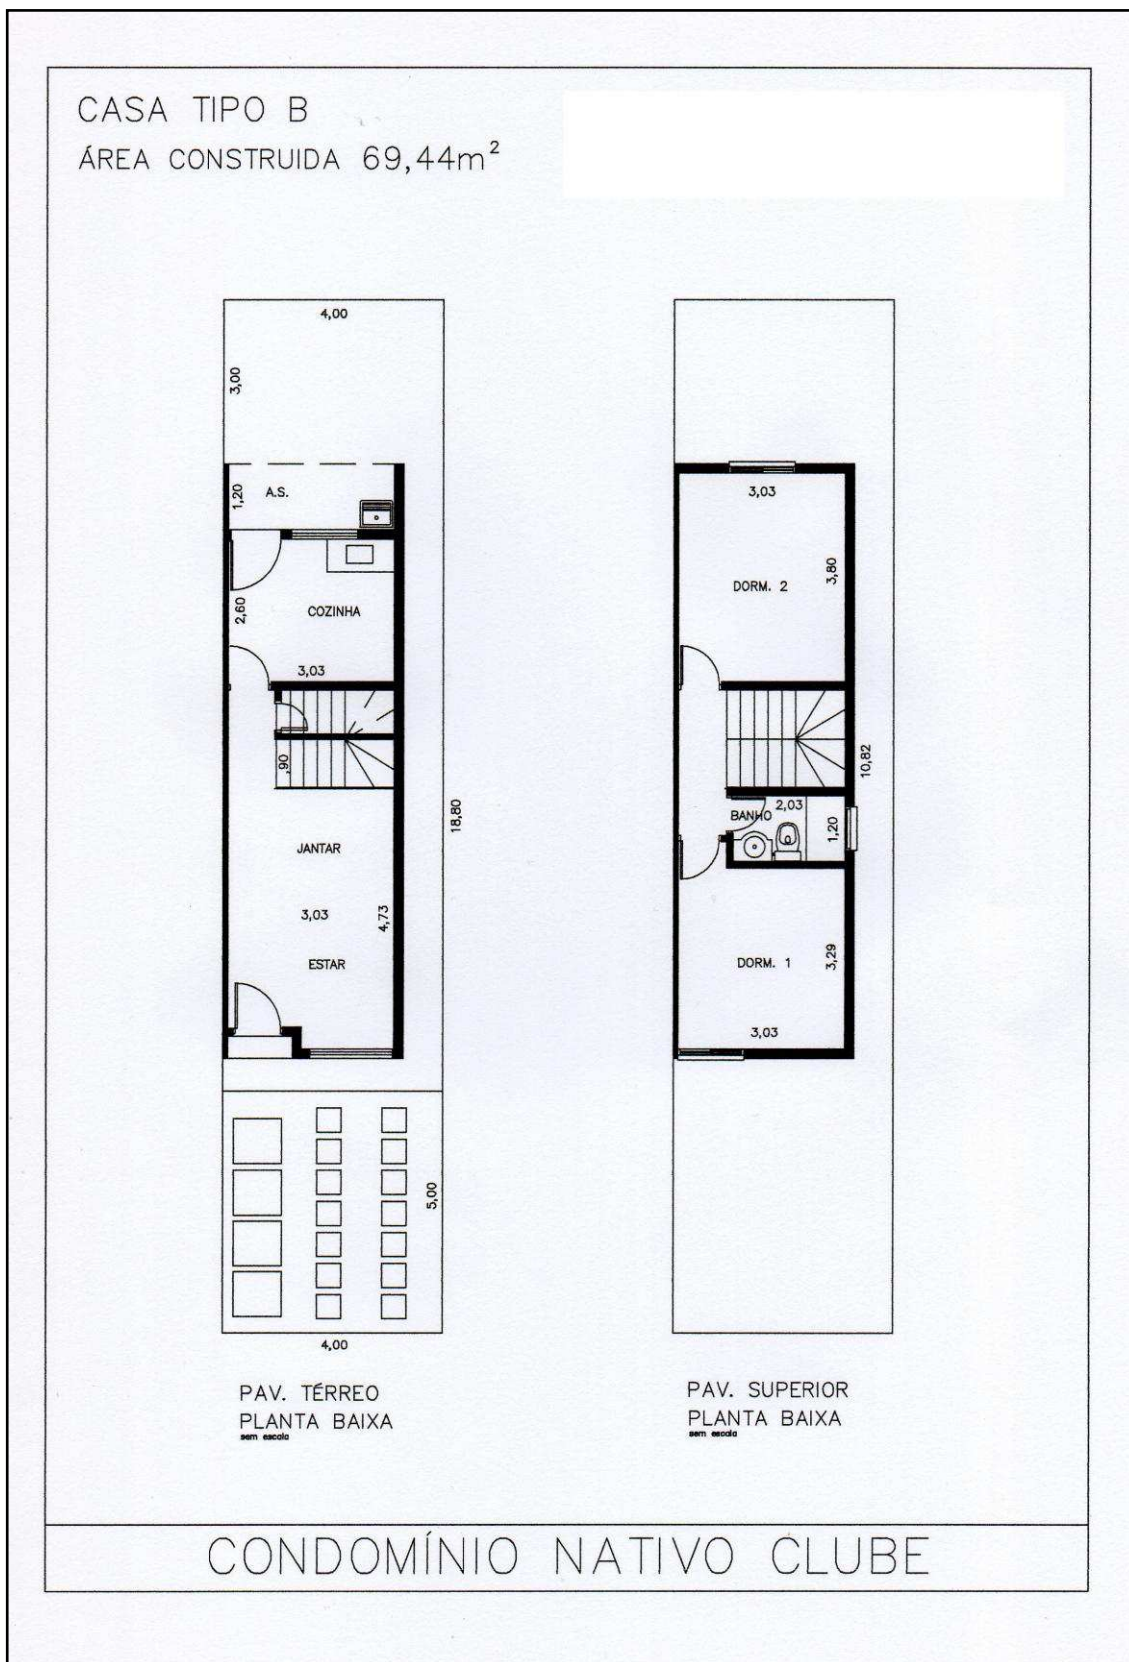 CASA TIPO B
ÁREA CONSTRUIDA 69,44m²
4,00
3,00
1,20
A.S.
2,60
COZINHA
3,03
,90
JANTAR
3,03
4,73
ESTAR
18,80
5,00
4,00
PAV. TÉRREO
PLANTA BAIXA
sem escala
3,03
3,80
DORM. 2
10,82
2,03
BANHO
1,20
DORM. 1
3,29
3,03
PAV. SUPERIOR
PLANTA BAIXA
sem escala
CONDOMÍNIO NATIVO CLUBE